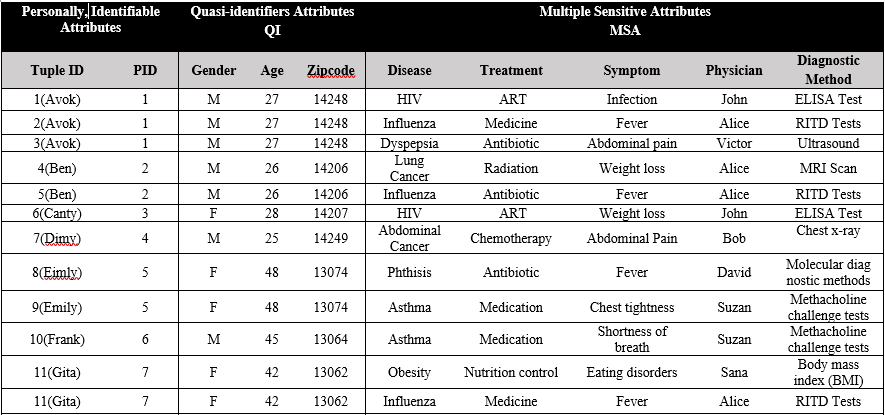 Personally, Identifiable Attributes Quasi-identifiers Attributes QI Multiple Sensitive Attributes MSA
Tuple ID PID Gender Age Zipcode Disease Treatment Symptom Physician Diagnostic Method
1(Avok) 1 M 27 14248 HIV ART Infection John ELISA Test
2(Avok) 1 M 27 14248 Influenza Medicine Fever Alice RITD Tests
3(Avok) 1 M 27 14248 Dyspepsia Antibiotic Abdominal pain Victor Ultrasound
4(Ben) 2 M 26 14206 Lung Cancer Radiation Weight loss Alice MRI Scan
5(Ben) 2 M 26 14206 Influenza Antibiotic Fever Alice RITD Tests
6(Canty) 3 F 28 14207 HIV ART Weight loss John ELISA Test
7(Dimy) 4 M 25 14249 Abdominal Cancer Chemotherapy Abdominal Pain Bob Chest x-ray
8(Eimly) 5 F 48 13074 Phthisis Antibiotic Fever David Molecular diag nostic methods
9(Emily) 5 F 48 13074 Asthma Medication Chest tightness Suzan Methacholine challenge tests
10(Frank) 6 M 45 13064 Asthma Medication Shortness of breath Suzan Methacholine challenge tests
11(Gita) 7 F 42 13062 Obesity Nutrition control Eating disorders Sana Body mass index (BMI)
11(Gita) 7 F 42 13062 Influenza Medicine Fever Alice RITD Tests